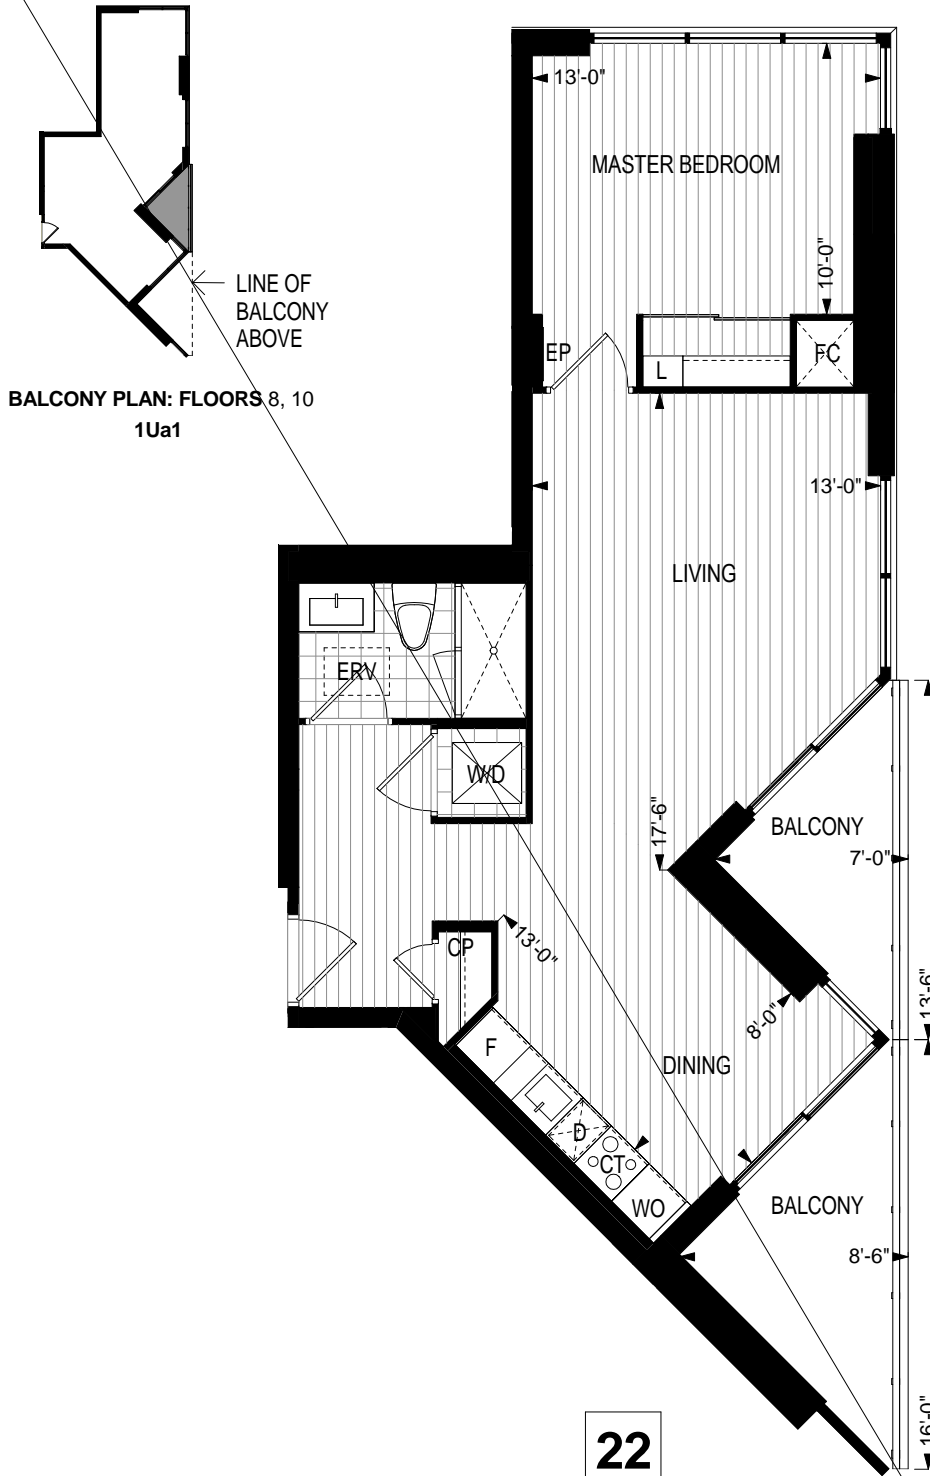 13'-0"
MASTER BEDROOM
10'-0"
LINE OF
BALCONY
ABOVE
EP
FC
L
BALCONY PLAN: FLOORS 8, 10
1Ua1
13'-0"
LIVING
ERV
W/D
17'-6"
BALCONY
7'-0"
CP
13'-0"
8'-0"
13'-6"
F
DINING
D
CT
WO
BALCONY
8'-6"
16'-0"
22